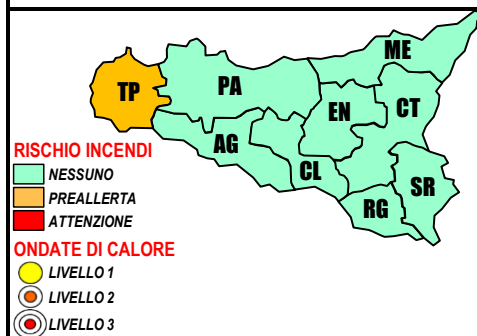 ME
TP
PA
EN
CT
AG
CL
SR
RG
RISCHIO INCENDI
NESSUNO
PREALLERTA
ATTENZIONE
ONDATE DI CALORE
LIVELLO 1
LIVELLO 2
LIVELLO 3